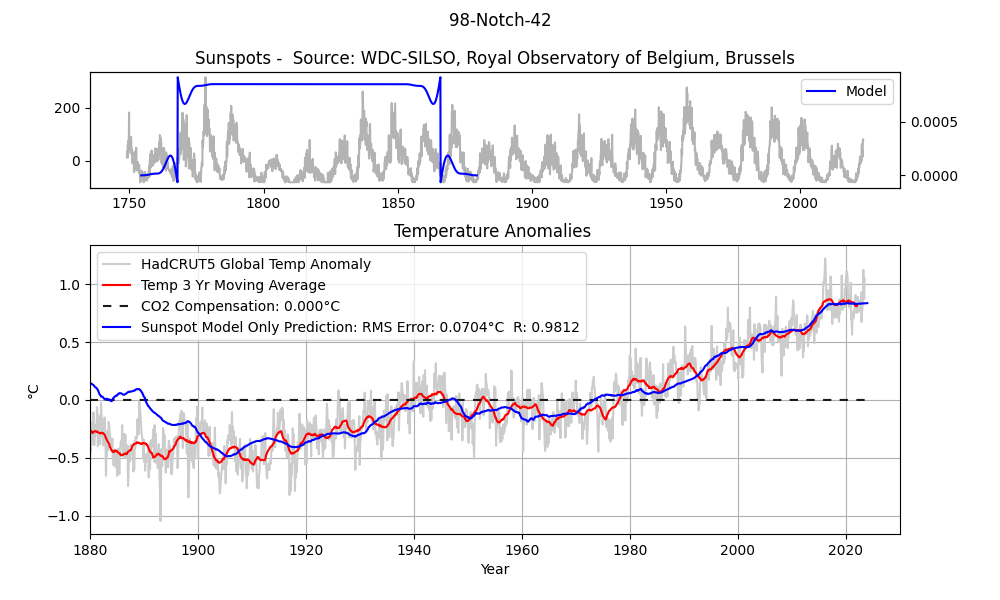 98-Notch-42
Sunspots -  Source: WDC-SILSO, Royal Observatory of Belgium, Brussels
Model
200
0
0.0005
0.0000
1750 1800 1850 1900 1950 2000
Temperature Anomalies
HadCRUT5 Global Temp Anomaly
Temp 3 Yr Moving Average
CO2 Compensation: 0.000°C
Sunspot Model Only Prediction: RMS Error: 0.0704°C  R: 0.9812
1.0
0.5
0.0
−0.5
−1.0
°C
1880 1900 1920 1940 1960 1980 2000 2020
Year